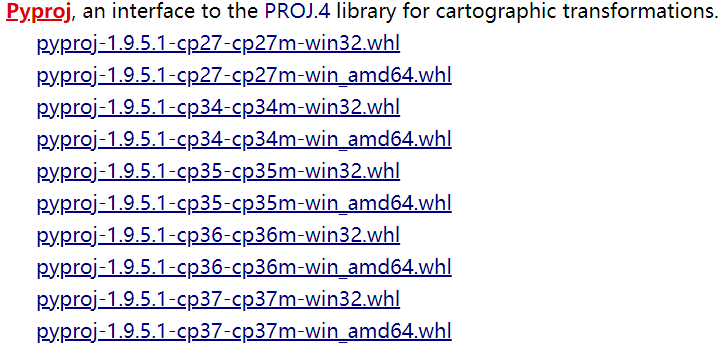 Pyproj, an interface to the PROJ.4 library for cartographic transformations.
pyproj-1.9.5.1-cp27-cp27m-win32.whl
pyproj-1.9.5.1-cp27-cp27m-win_amd64.whl
pyproj-1.9.5.1-cp34-cp34m-win32.whl
pyproj-1.9.5.1-cp34-cp34m-win_amd64.whl
pyproj-1.9.5.1-cp35-cp35m-win32.whl
pyproj-1.9.5.1-cp35-cp35m-win_amd64.whl
pyproj-1.9.5.1-cp36-cp36m-win32.whl
pyproj-1.9.5.1-cp36-cp36m-win_amd64.whl
pyproj-1.9.5.1-cp37-cp37m-win32.whl
pyproj-1.9.5.1-cp37-cp37m-win_amd64.whl